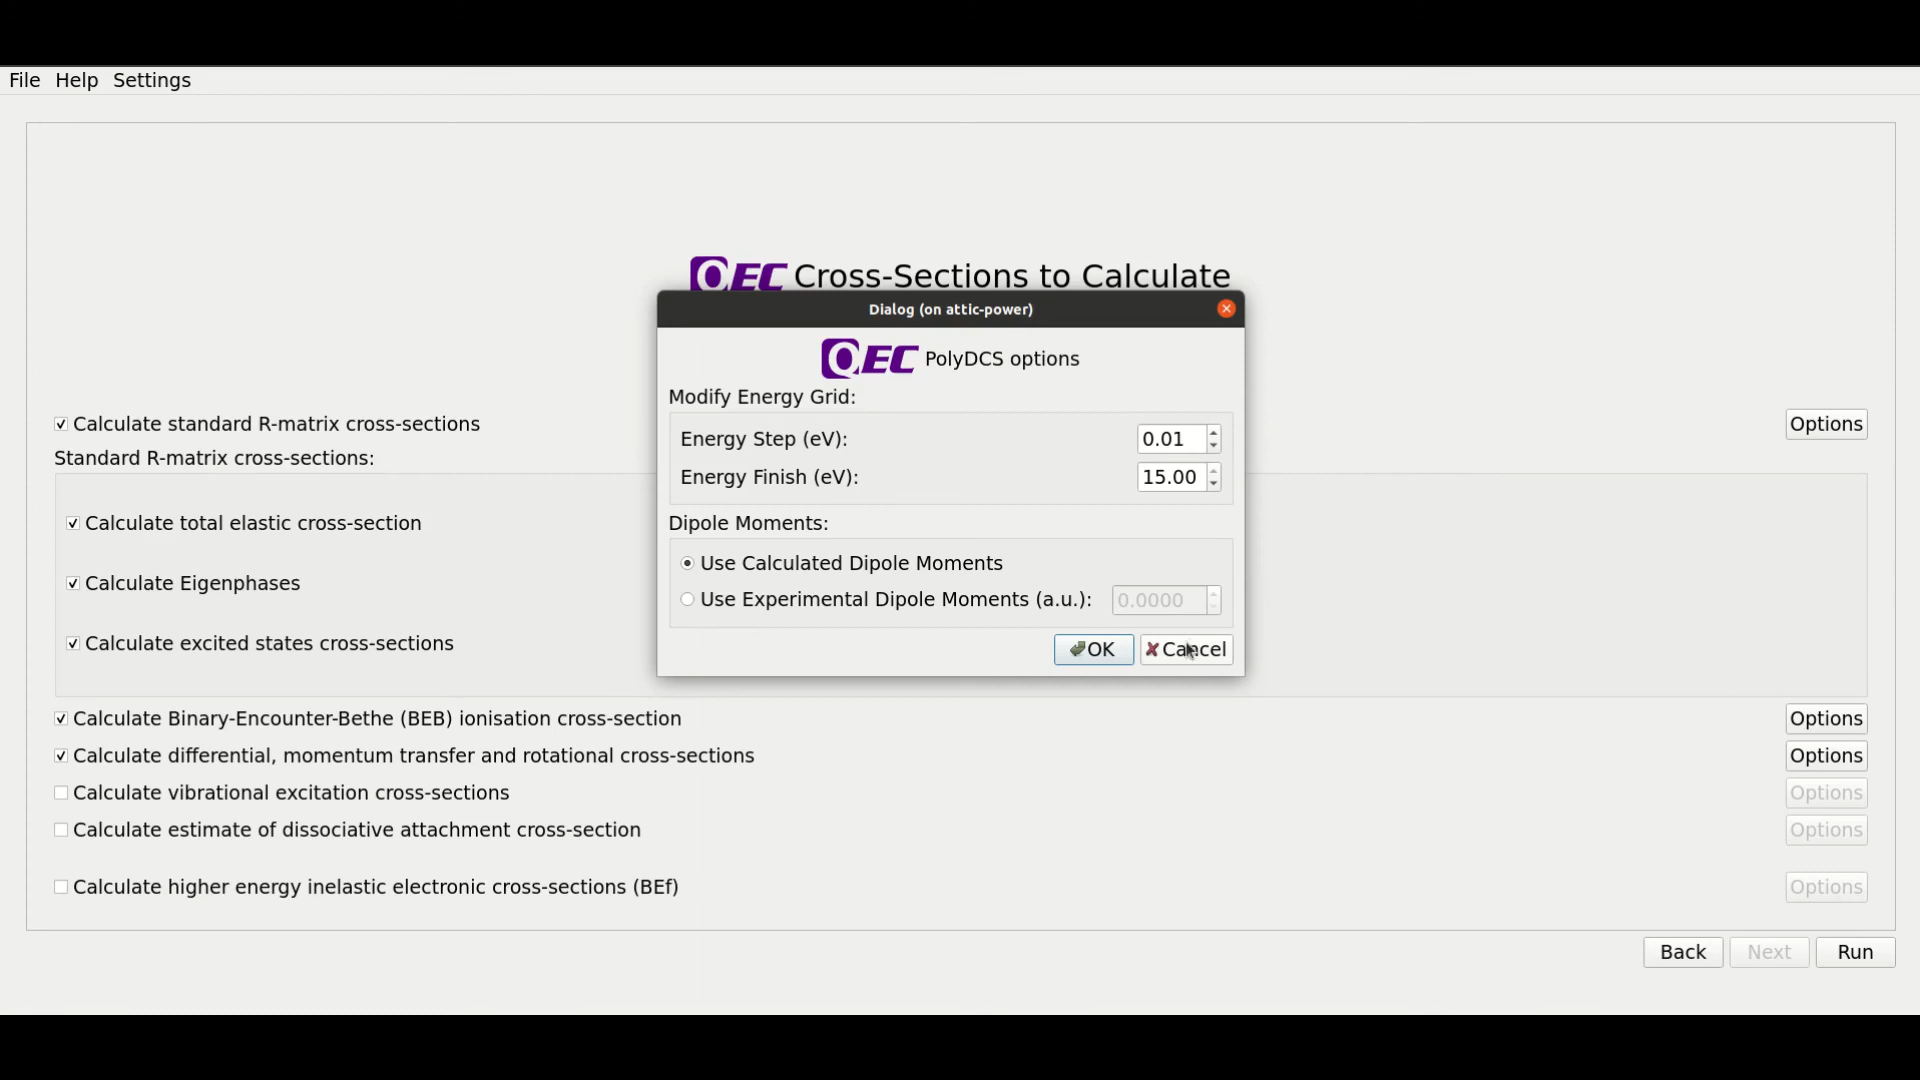 File Help Settings
QEC Cross-Sections to Calculate
Dialog (on attic-power)
QEC PolyDCS options
Modify Energy Grid:
Energy Step (eV): 0.01
Energy Finish (eV): 15.00
Dipole Moments:
Use Calculated Dipole Moments
Use Experimental Dipole Moments (a.u.): 0.0000
OK Cancel
Calculate standard R-matrix cross-sections Options
Standard R-matrix cross-sections:
Calculate total elastic cross-section
Calculate Eigenphases
Calculate excited states cross-sections
Calculate Binary-Encounter-Bethe (BEB) ionisation cross-section Options
Calculate differential, momentum transfer and rotational cross-sections Options
Calculate vibrational excitation cross-sections Options
Calculate estimate of dissociative attachment cross-section Options
Calculate higher energy inelastic electronic cross-sections (BEf) Options
Back Next Run